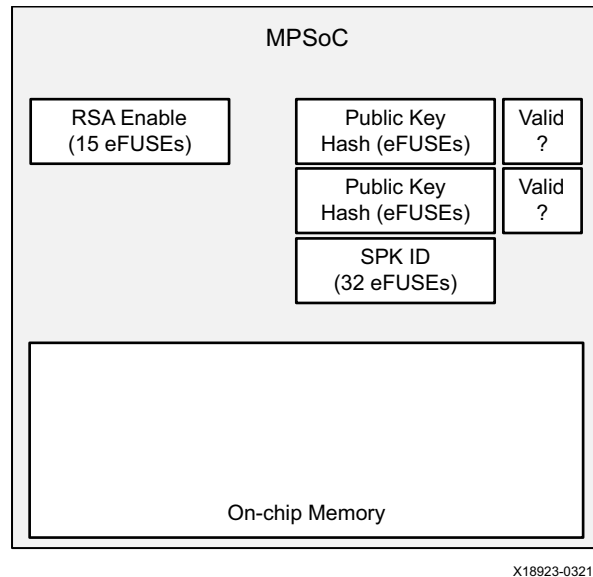 MPSoC
RSA Enable
(15 eFUSEs)
Public Key
Hash (eFUSEs)
Valid
?
Public Key
Hash (eFUSEs)
Valid
?
SPK ID
(32 eFUSEs)
On-chip Memory
X18923-0321